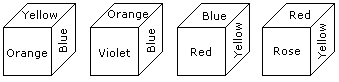 Yellow
Orange
Blue
Orange
Violet
Blue
Blue
Red
Yellow
Red
Rose
Yellow